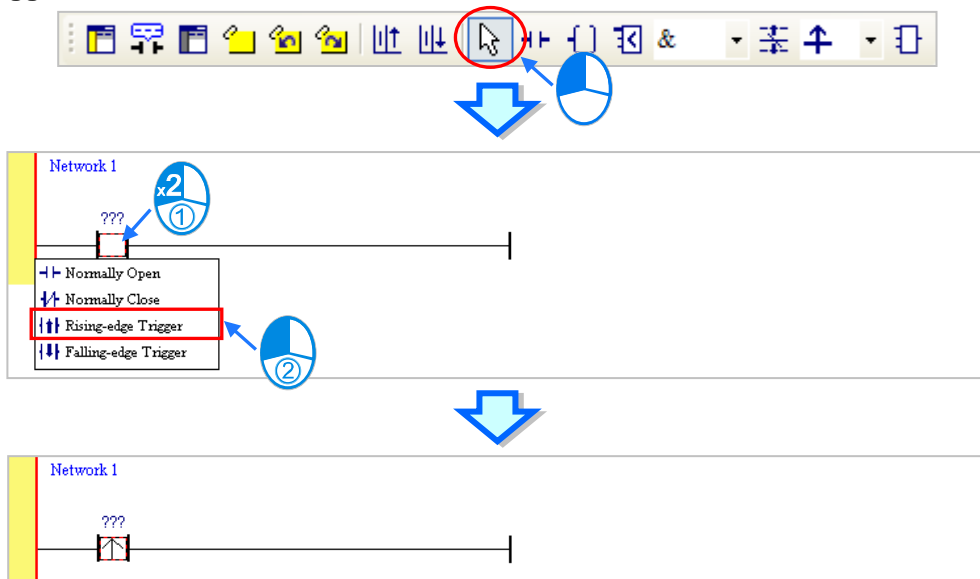 &
Network 1
x2
①
???
Normally Open
Normally Close
Rising-edge Trigger
Falling-edge Trigger
②
Network 1
???